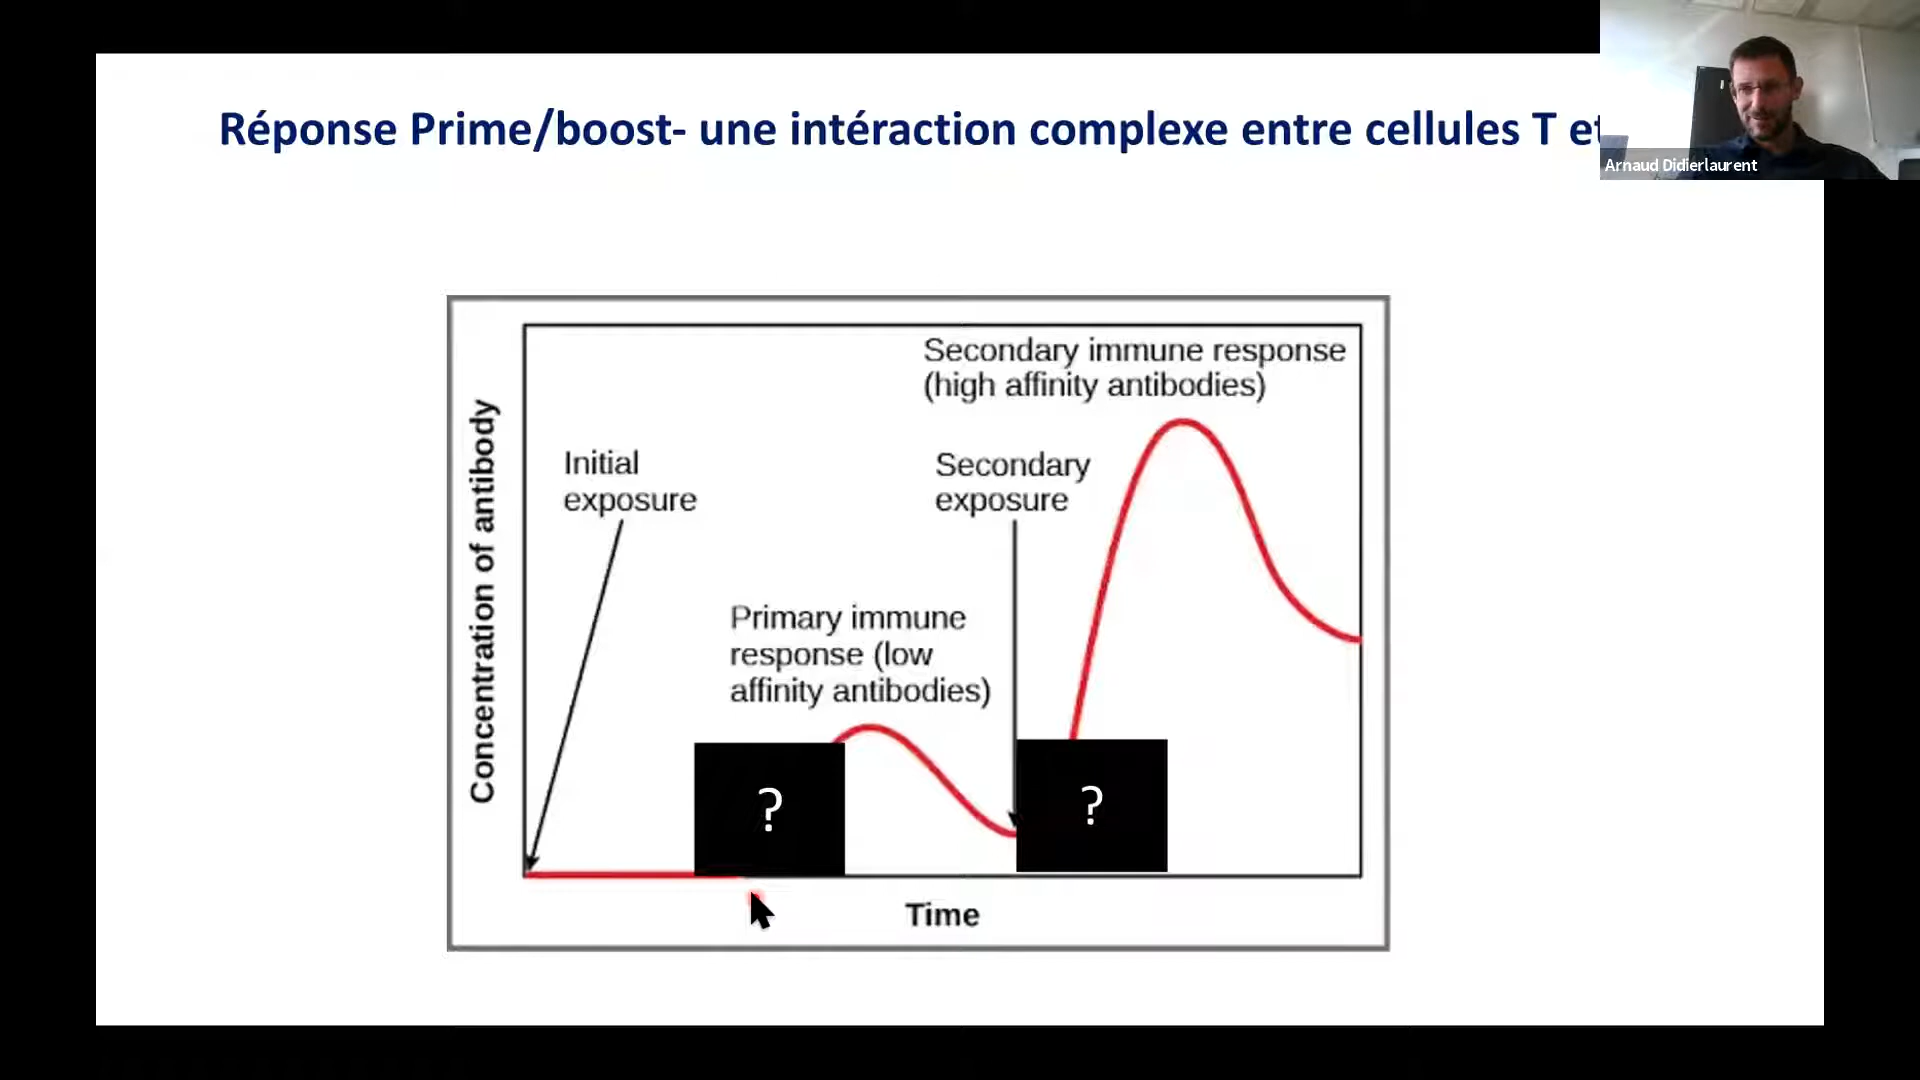 Réponse Prime/boost- une intéraction complexe entre cellules T et
Arnaud Didierlaurent
Secondary immune response
(high affinity antibodies)
Initial
exposure
Secondary
exposure
Primary immune
response (low
affinity antibodies)
Concentration of antibody
?
?
Time